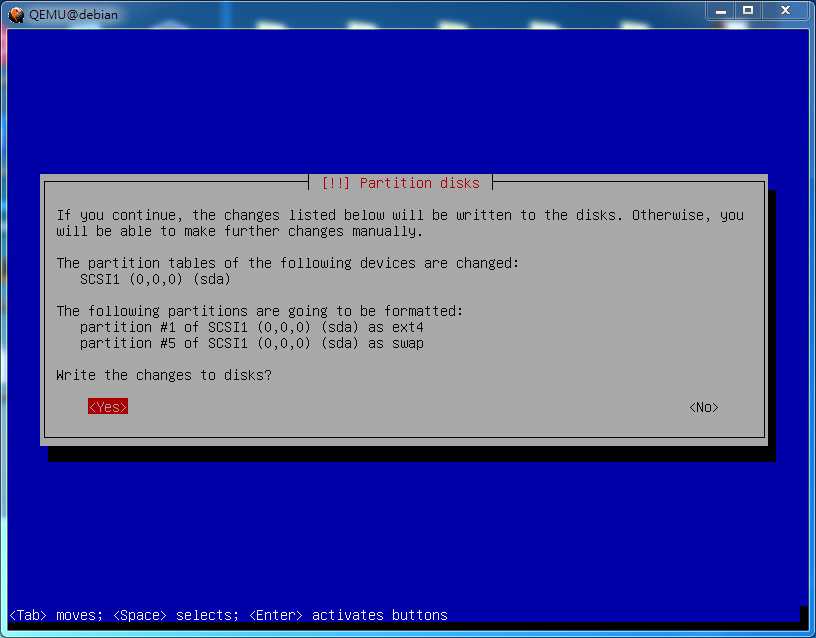 QEMU@debian
[!!] Partition disks
If you continue, the changes listed below will be written to the disks. Otherwise, you
will be able to make further changes manually.
The partition tables of the following devices are changed:
SCSI1 (0,0,0) (sda)
The following partitions are going to be formatted:
partition #1 of SCSI1 (0,0,0) (sda) as ext4
partition #5 of SCSI1 (0,0,0) (sda) as swap
Write the changes to disks?
<Yes> <No>
<Tab> moves; <Space> selects; <Enter> activates buttons